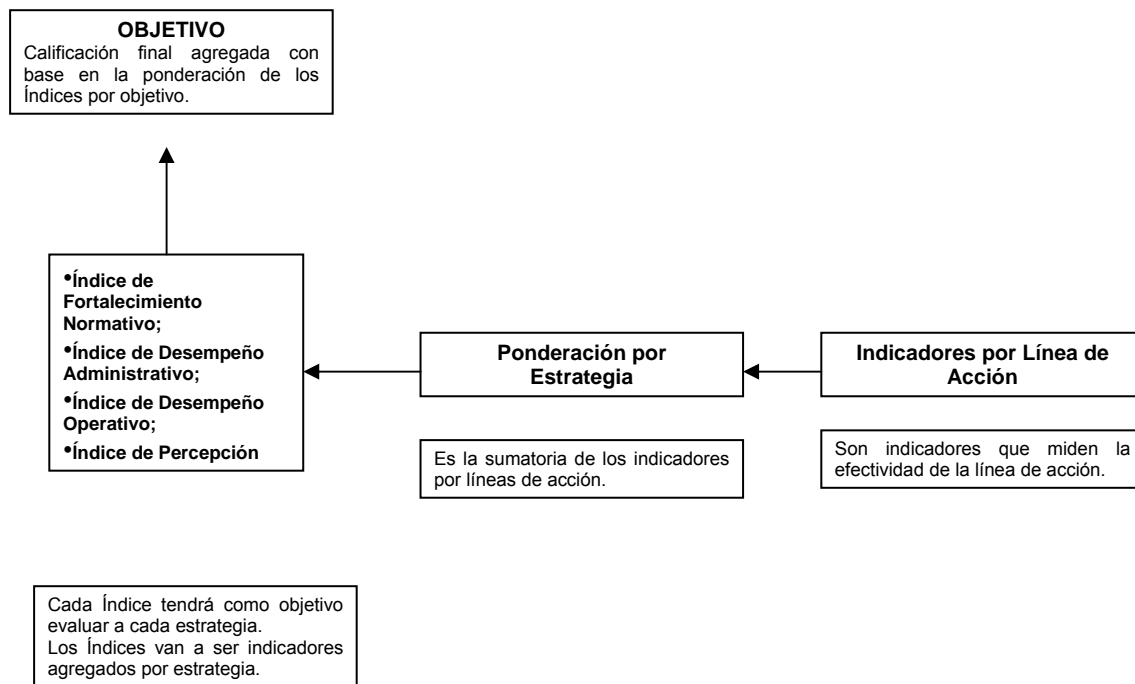 OBJETIVO
Calificación final agregada con
base en la ponderación de los
Índices por objetivo.
•Índice de
Fortalecimiento
Normativo;
•Índice de Desempeño
Administrativo;
•Índice de Desempeño
Operativo;
•Índice de Percepción
Ponderación por
Estrategia
Indicadores por Línea de
Acción
Es la sumatoria de los indicadores
por líneas de acción.
Son indicadores que miden la
efectividad de la línea de acción.
Cada Índice tendrá como objetivo
evaluar a cada estrategia.
Los Índices van a ser indicadores
agregados por estrategia.